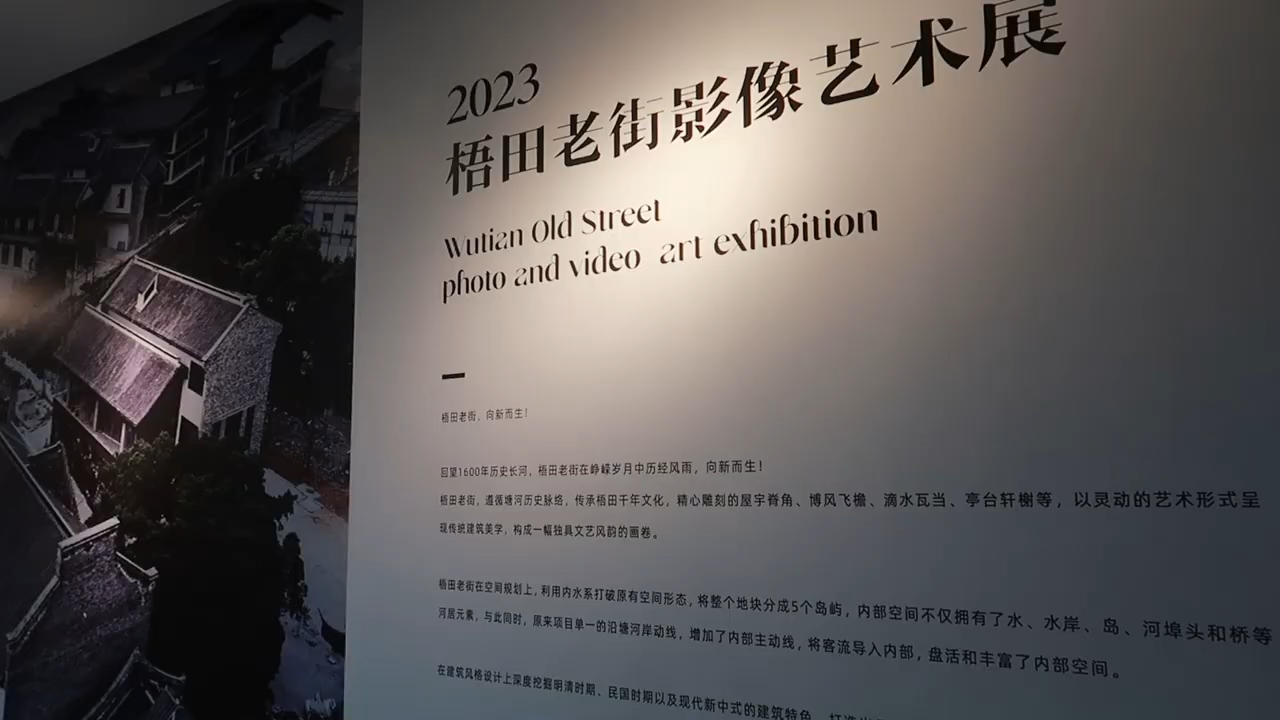 2023
梧田老街影像艺术展
Wutian Old Street
photo and video art exhibition
梧田老街，向新而生！
回望1600年历史长河，梧田老街在峥嵘岁月中历经风雨，向新而生！
梧田老街，遵循塘河历史脉络，传承梧田千年文化，精心雕刻的屋宇脊角、博风飞檐、滴水瓦当、亭台轩榭等，以灵动的艺术形式呈
现传统建筑美学，构成一幅独具文艺风韵的画卷。
梧田老街在空间规划上，利用内水系打破原有空间形态，将整个地块分成5个岛屿，内部空间不仅拥有了水、水岸、岛、河埠头和桥等
河居元素，与此同时，原来项目单一的沿塘河岸动线，增加了内部主动线，将客流导入内部，盘活和丰富了内部空间。
在建筑风格设计上深度挖掘明清时期、民国时期以及现代新中式的建筑特色，打造